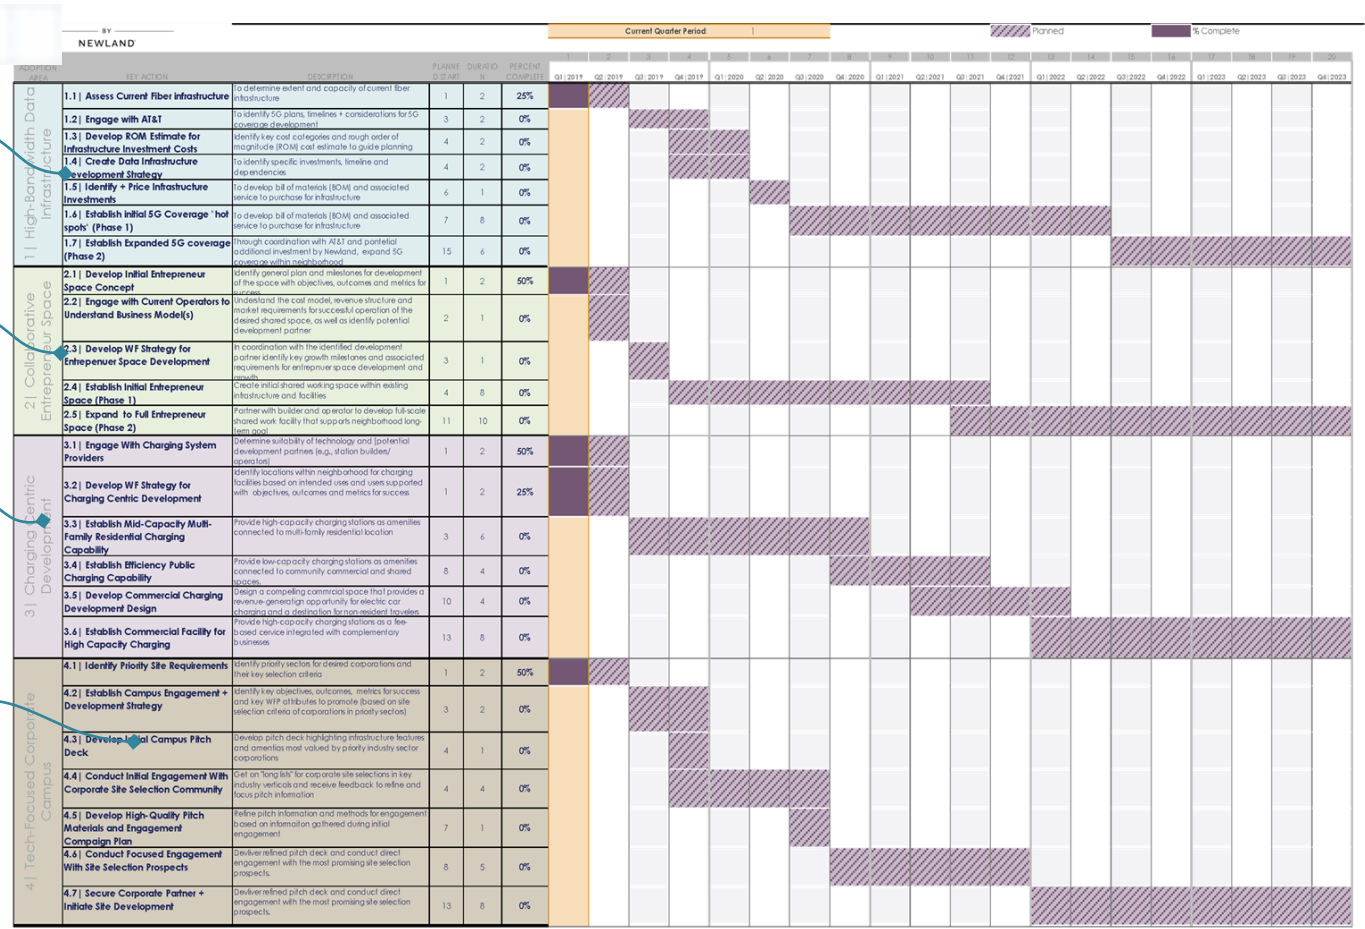 BY
NEWLAND
Current Quarter Period: 1
Planned
% Complete
ADOPTION AREA
KEY ACTION
DESCRIPTION
PLANNE D START
DURATIO N
PERCENT COMPLETE
1 2 3 4 5 6 7 8 9 10 11 12 13 14 15 16 17 18 19 20
Q1|2019 Q2|2019 Q3|2019 Q4|2019 Q1|2020 Q2|2020 Q3|2020 Q4|2020 Q1|2021 Q2|2021 Q3|2021 Q4|2021 Q1|2022 Q2|2022 Q3|2022 Q4|2022 Q1|2023 Q2|2023 Q3|2023 Q4|2023
1| High-Bandwidth Data
Infrastructure
1.1| Assess Current Fiber infrastructure
To determine extent and capacity of current fiber
infrastructure
1 2 25%
1.2| Engage with AT&T
To identify 5G plans, timelines + considerations for 5G
coverage development
3 2 0%
1.3| Develop ROM Estimate for
Infrastructure Investment Costs
Identify key cost categories and rough order of
magnitude (ROM) cost estimate to guide planning
4 2 0%
1.4| Create Data Infrastructure
Development Strategy
To identify specific investments, timeline and
dependencies
4 2 0%
1.5| Identify + Price Infrastructure
Investments
To develop bill of materials (BOM) and associated
service to purchase for infrastructure
6 1 0%
1.6| Establish initial 5G Coverage 'hot
spots' (Phase 1)
To develop bill of materials (BOM) and associated
service to purchase for infrastructure
7 8 0%
1.7| Establish Expanded 5G coverage
(Phase 2)
Through coordination with AT&T and pontetial
additional investment by Newland, expand 5G
coverage within neighborhood
15 6 0%
2| Collaborative
Entrepreneur Space
2.1| Develop Initial Entrepreneur
Space Concept
Identify general plan and milestones for development
of the space with objectives, outcomes and metrics for
success
1 2 50%
2.2| Engage with Current Operators to
Understand Business Model(s)
Understand the cost model, revenue structure and
market requirements for successful operation of the
desired shared space, as well as identify potential
development partner
2 1 0%
2.3| Develop WF Strategy for
Entrepenuer Space Development
In coordination with the identified development
partner identify key growth milestones and associated
requirements for entrepnuer space development and
growth
3 1 0%
2.4| Establish Initial Entrepreneur
Space (Phase 1)
Create initial shared working space within existing
infrastructure and facilities
4 8 0%
2.5| Expand to Full Entrepreneur
Space (Phase 2)
Partner with builder and operator to develop full-scale
shared work facility that supports neighborhood long-
term goal
11 10 0%
3| Charging Centric
Development
3.1| Engage With Charging System
Providers
Determine suitability of technology and (potential
development partners (e.g., station builders/
operators)
1 2 50%
3.2| Develop WF Strategy for
Charging Centric Development
Identify locations within neighborhood for charging
facilities based on intended uses and users supported
with objectives, outcomes and metrics for success
1 2 25%
3.3| Establish Mid-Capacity Multi-
Family Residential Charging
Capability
Provide high-capacity charging stations as amenities
connected to multi-family residential location
3 6 0%
3.4| Establish Efficiency Public
Charging Capability
Provide low-capacity charging stations as amenities
connected to community commercial and shared
spaces.
8 4 0%
3.5| Develop Commercial Charging
Development Design
Design a compelling commrcial space that provides a
revenue-generatign opportunity for electric car
charging and a destination for non-resident travelers
10 4 0%
3.6| Establish Commercial Facility for
High Capacity Charging
Provide high-capacity charging stations as a fee-
based cervice integrated with complementary
businesses
13 8 0%
4| Tech-Focused Corporate
Campus
4.1| Identify Priority Site Requirements
Identify priority sectors for desired corporations and
their key selection criteria
1 2 50%
4.2| Establish Campus Engagement +
Development Strategy
Identify key objectives, outcomes, metrics for success
and key WFP attributes to promote (based on site
selection criteria of corporations in priority sectors)
3 2 0%
4.3| Develop Initial Campus Pitch
Deck
Develop pitch deck highlighting infrastructure features
and amentias most valued by priority industry sector
corporations
4 1 0%
4.4| Conduct Initial Engagement With
Corporate Site Selection Community
Get on "long lists" for corporate site selections in key
industry verticals and receive feedback to refine and
focus pitch information
4 4 0%
4.5| Develop High-Quality Pitch
Materials and Engagement
Compaign Plan
Refine pitch information and methods for engagement
based on informaiton gathered during initial
engagement
7 1 0%
4.6| Conduct Focused Engagement
With Site Selection Prospects
Devliver refined pitch deck and conduct direct
engagement with the most promising site selection
prospects.
8 5 0%
4.7| Secure Corporate Partner +
Initiate Site Development
Devliver refined pitch deck and conduct direct
engagement with the most promising site selection
prospects.
13 8 0%